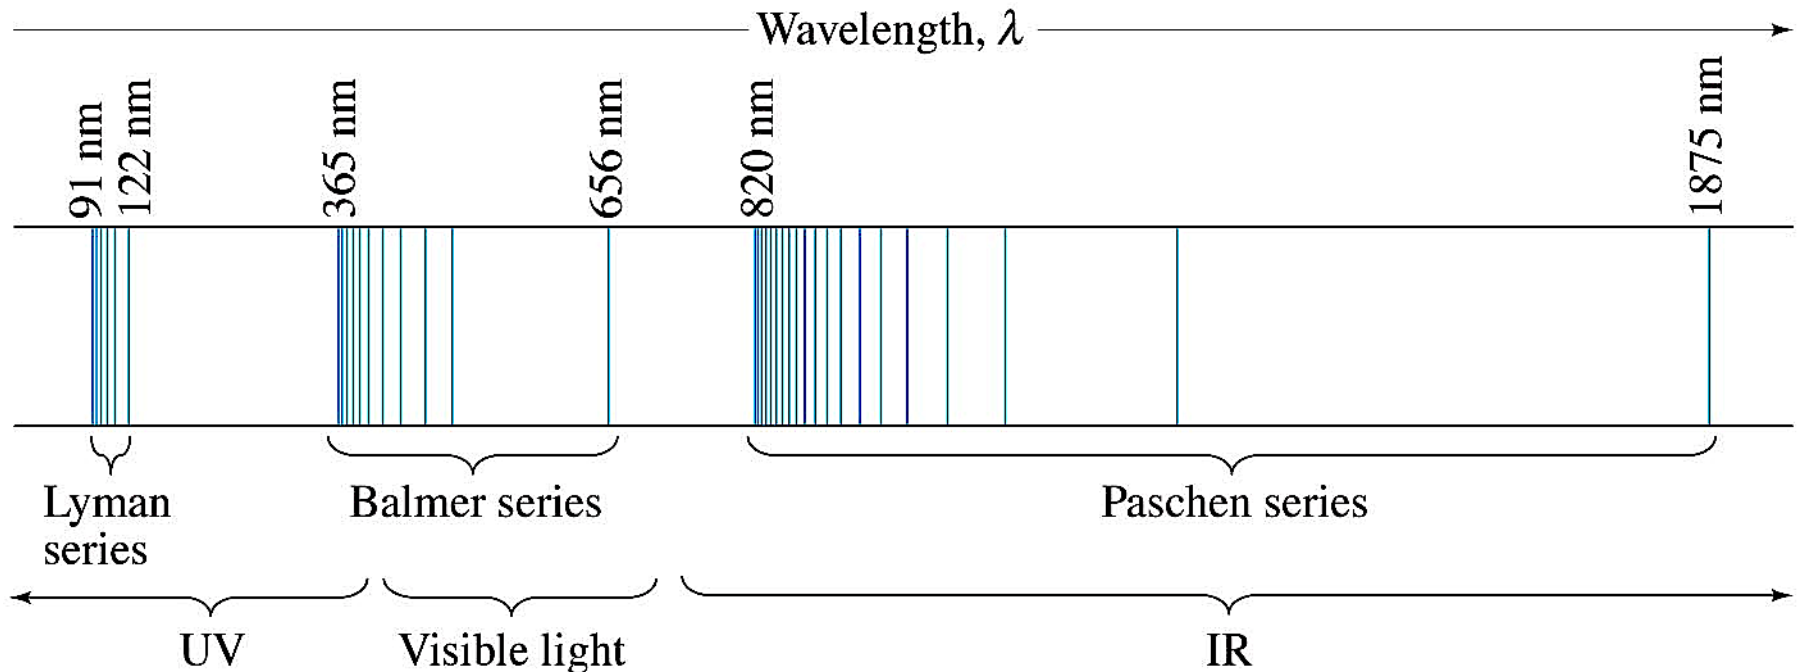 Wavelength, λ
91 nm
122 nm
365 nm
656 nm
820 nm
1875 nm
Lyman
series
Balmer series
Paschen series
UV
Visible light
IR